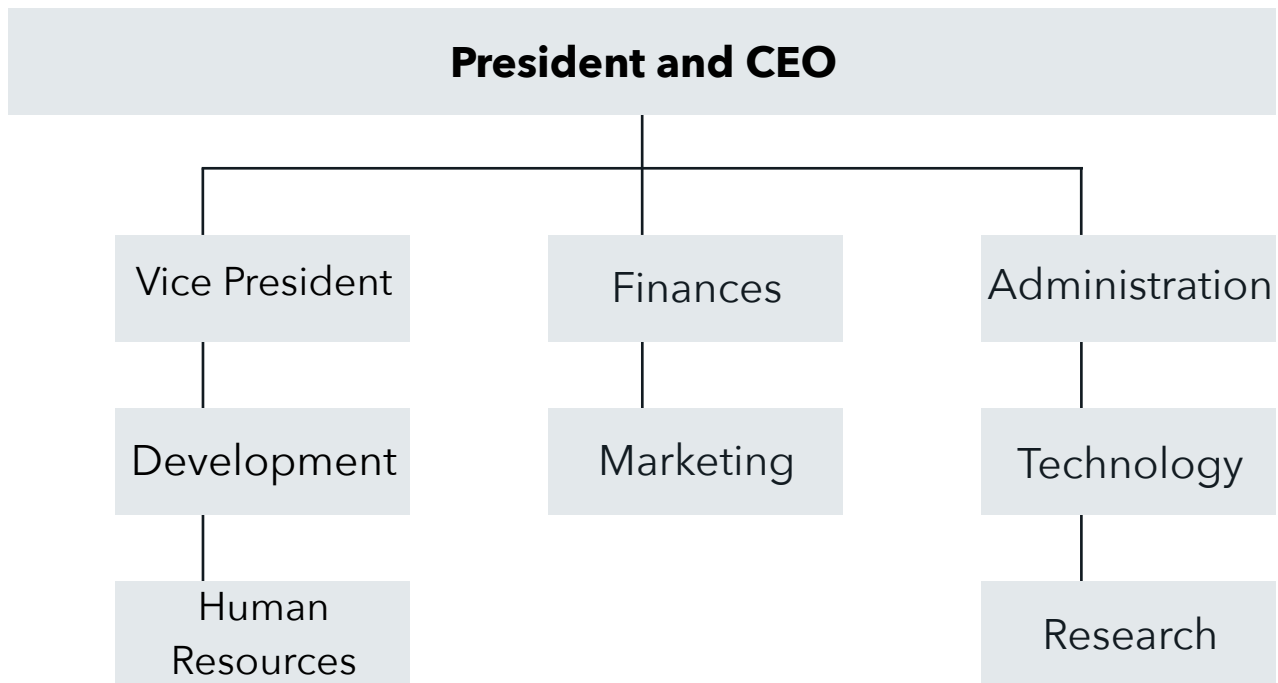 President and CEO
Vice President
Finances
Administration
Development
Marketing
Technology
Human
Resources
Research